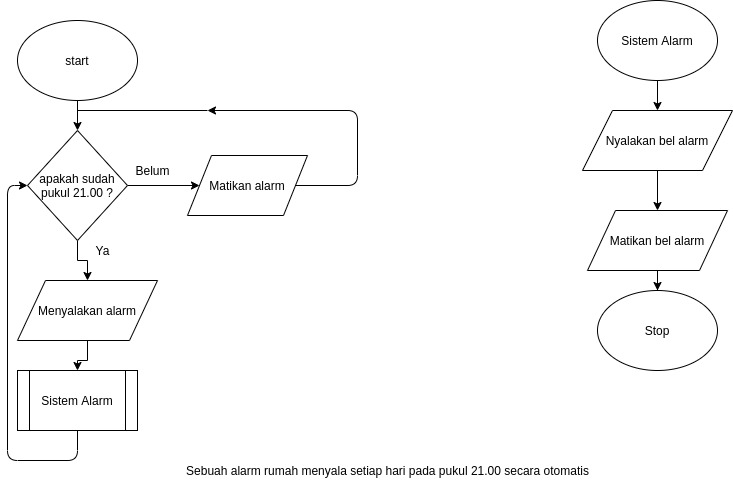 start
apakah sudah
pukul 21.00 ?
Belum
Matikan alarm
Ya
Menyalakan alarm
Sistem Alarm
Sistem Alarm
Nyalakan bel alarm
Matikan bel alarm
Stop
Sebuah alarm rumah menyala setiap hari pada pukul 21.00 secara otomatis